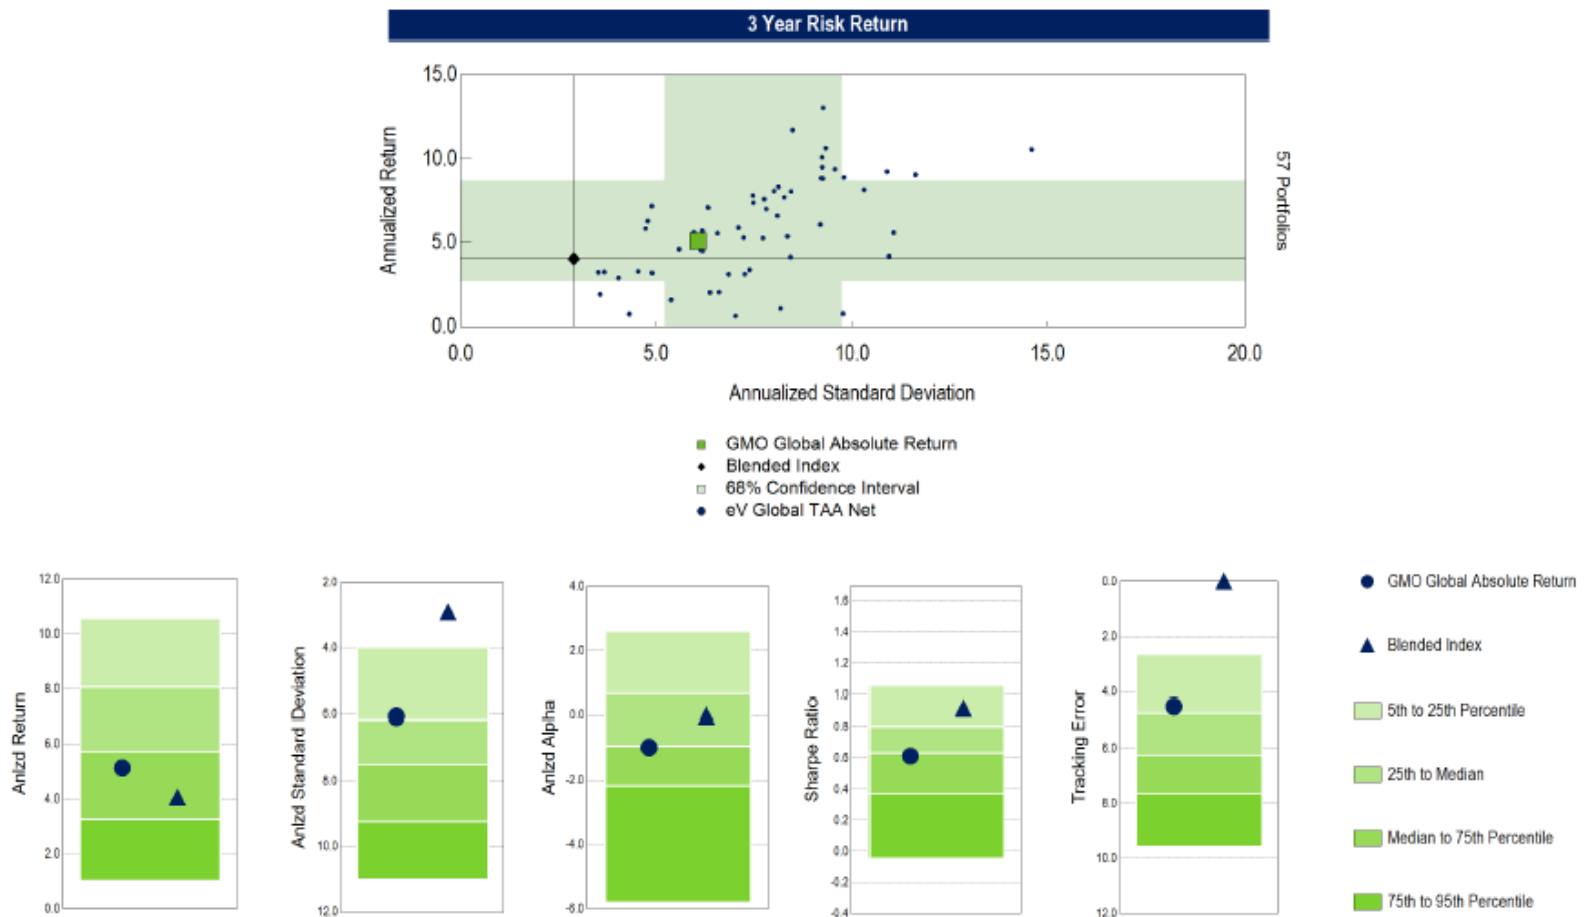 3 Year Risk Return
15.0
10.0
5.0
0.0
Annualized Return
0.0 5.0 10.0 15.0 20.0
Annualized Standard Deviation
57 Portfolios
GMO Global Absolute Return
Blended Index
68% Confidence Interval
eV Global TAA Net
Anlzd Return
12.0
10.0
8.0
6.0
4.0
2.0
0.0
Anlzd Standard Deviation
2.0
4.0
6.0
8.0
10.0
12.0
Anlzd Alpha
4.0
2.0
0.0
-2.0
-4.0
-6.0
Sharpe Ratio
1.6
1.4
1.2
1.0
0.8
0.6
0.4
0.2
0.0
-0.2
-0.4
Tracking Error
0.0
2.0
4.0
6.0
8.0
10.0
12.0
GMO Global Absolute Return
Blended Index
5th to 25th Percentile
25th to Median
Median to 75th Percentile
75th to 95th Percentile